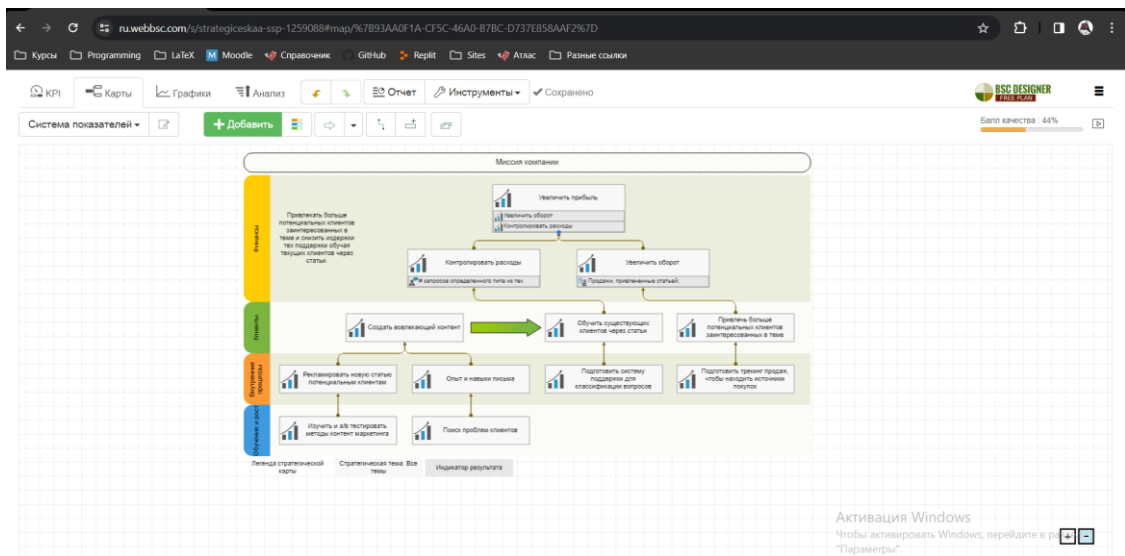 ru.webbsc.com/s/strategiceskaa-ssp-1259088#map/%7B93AA0F1A-CF5C-46A0-B7BC-D737E858AAF2%7D
Курсы Programming LaTeX M Moodle Справочник GitHub Replit Sites Атлас Разные ссылки
KPI Карты Графики Анализ Отчет Инструменты Сохранено
BSC DESIGNER
FREE PLAN
Система показателей Добавить
Балл качества : 44%
Миссия компании
Финансы
Привлекать больше
потенциальных клиентов
заинтересованных в
теме и снизить издержки
тех поддержки обучая
текущих клиентов через
статьи.
Увеличить прибыль
Увеличить оборот
Контролировать расходы
Контролировать расходы
# запросов определенного типа из тех
Увеличить оборот
Продажи, привлеченные статьей;
Клиенты
Создать вовлекающий контент
Обучить существующих
клиентов через статьи
Привлечь больше
потенциальных клиентов
заинтересованных в теме
Внутренние
процессы
Рекламировать новую статью
потенциальным клиентам
Опыт и навыки письма
Подготовить систему
поддержки для
классификации вопросов
Подготовить тренинг продаж,
чтобы находить источники
покупок
Обучение и рост
Изучить и а/b тестировать
методы контент маркетинга
Поиск проблем клиентов
Легенда стратегической
карты
Стратегическая тема: Все
темы
Индикатор результата
Активация Windows
Чтобы активировать Windows, перейдите в
"Параметры".